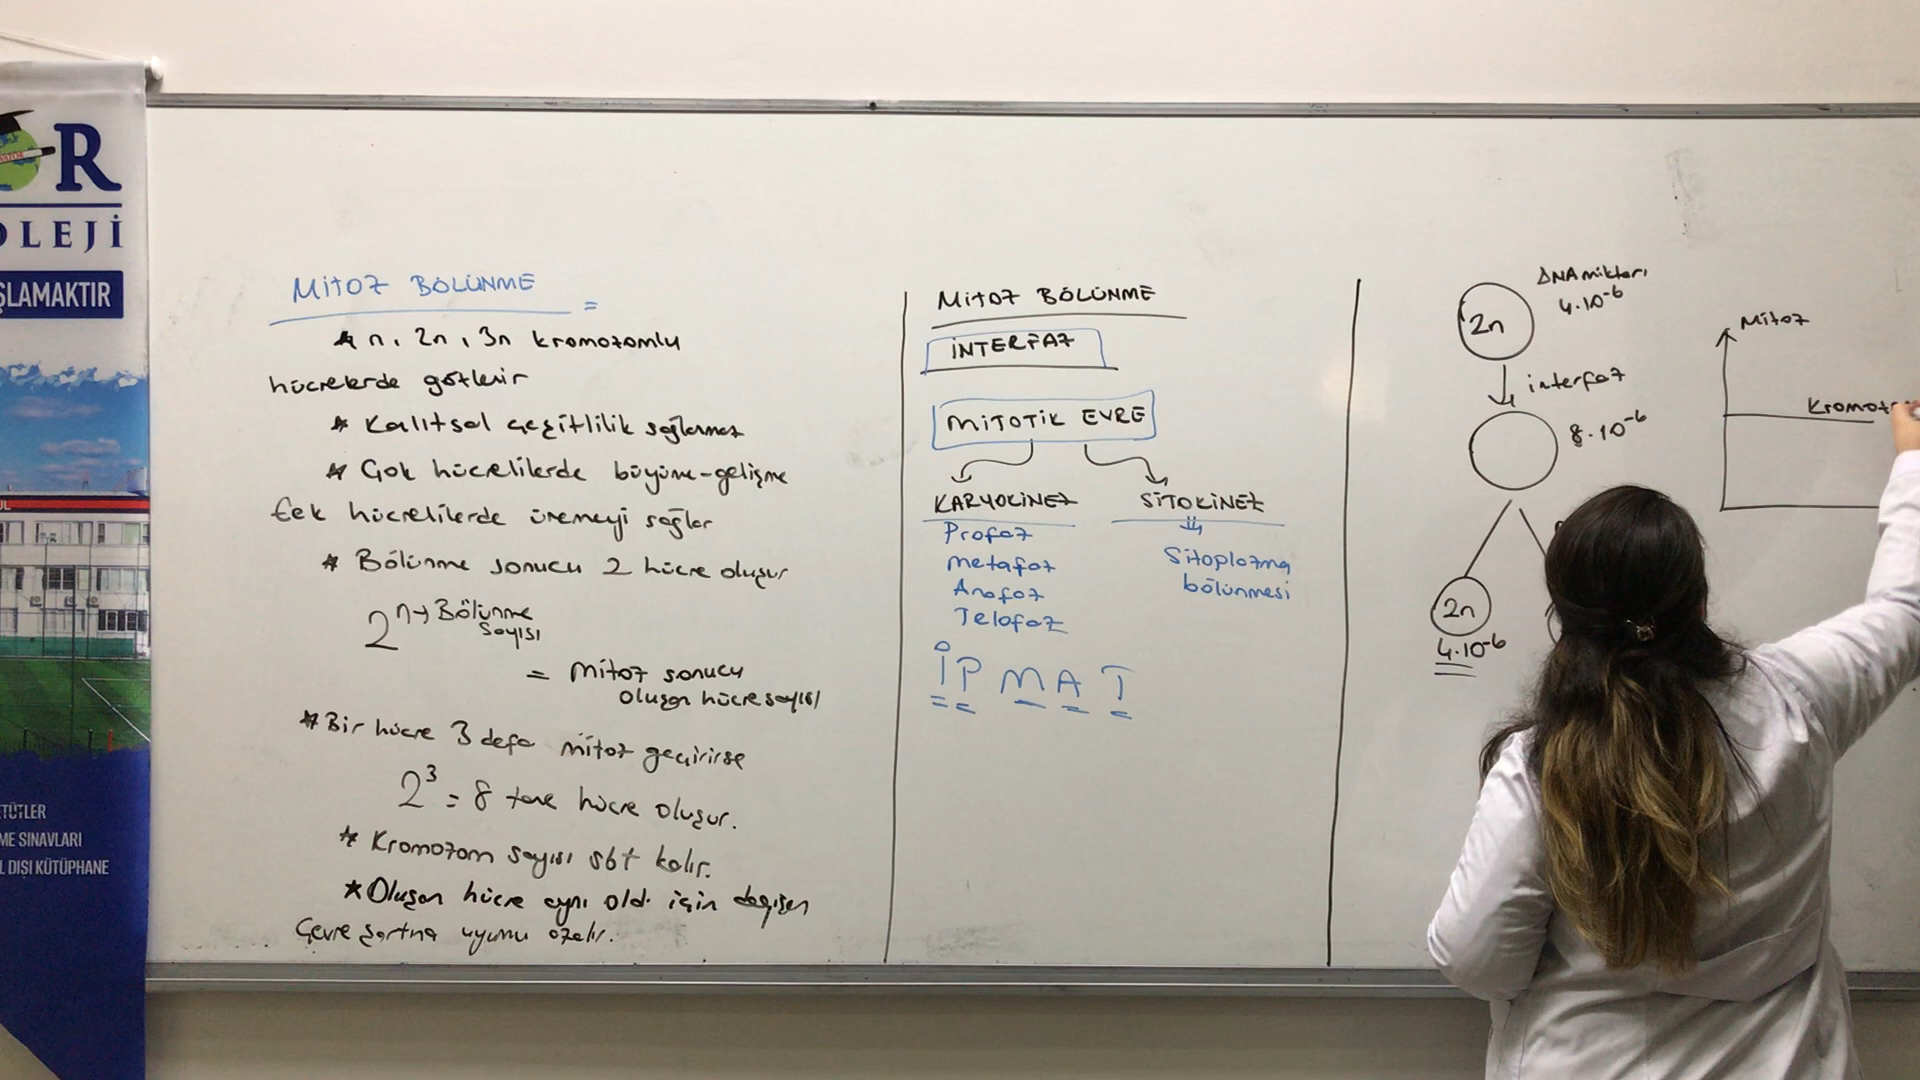 R
OLEJİ
ŞLAMAKTIR
TÜTLER
ME SINAVLARI
L DIŞI KÜTÜPHANE
MİTOZ BÖLÜNME =
* n, 2n, 3n kromozomlu
hücrelerde gözlenir
* Kalıtsal çeşitlilik sağlamaz
* Çok hücrelilerde büyüme-gelişme
tek hücrelilerde üremeyi sağlar
* Bölünme sonucu 2 hücre oluşur
2^n → Bölünme
sayısı
= mitoz sonucu
oluşan hücre sayısı
* Bir hücre 3 defa mitoz geçirirse
2^3 = 8 tane hücre oluşur.
* Kromozom sayısı sbt kalır.
* Oluşan hücre aynı old. için değişen
Çevre şartına uyumu azalır.
MİTOZ BÖLÜNME
İNTERFAZ
MİTOTİK EVRE
KARYOKİNEZ
Profaz
metafaz
Anafaz
Telofaz
SİTOKİNEZ
Sitoplazma
bölünmesi
İ P M A T
DNA miktarı
4.10^-6
2n
interfaz
8.10^-6
2n
4.10^-6
Mitoz